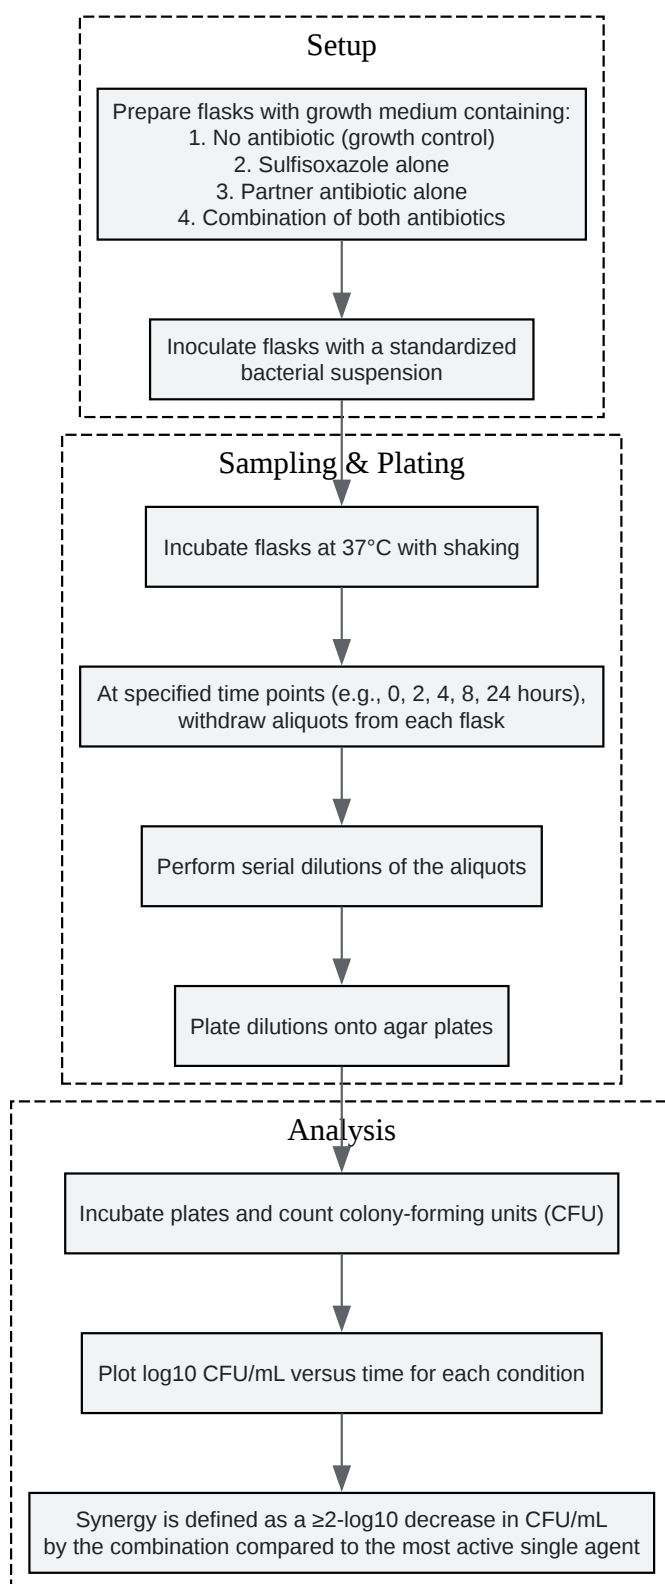 Setup
Prepare flasks with growth medium containing:
1. No antibiotic (growth control)
2. Sulfisoxazole alone
3. Partner antibiotic alone
4. Combination of both antibiotics
Inoculate flasks with a standardized
bacterial suspension
Sampling & Plating
Incubate flasks at 37°C with shaking
At specified time points (e.g., 0, 2, 4, 8, 24 hours),
withdraw aliquots from each flask
Perform serial dilutions of the aliquots
Plate dilutions onto agar plates
Analysis
Incubate plates and count colony-forming units (CFU)
Plot log10 CFU/mL versus time for each condition
Synergy is defined as a ≥2-log10 decrease in CFU/mL
by the combination compared to the most active single agent